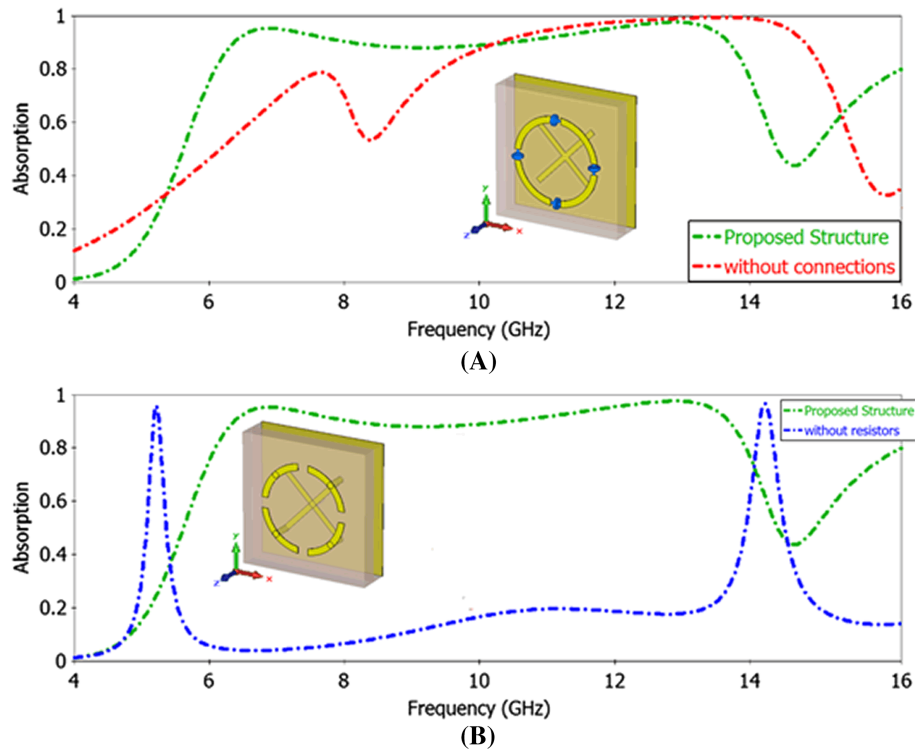 1
0.8
0.6
0.4
0.2
0
Absorption
y
z
x
Proposed Structure
without connections
4
6
8
10
12
14
16
Frequency (GHz)
(A)
1
0.8
0.6
0.4
0.2
0
Absorption
y
z
x
Proposed Structure
without resistors
4
6
8
10
12
14
16
Frequency (GHz)
(B)